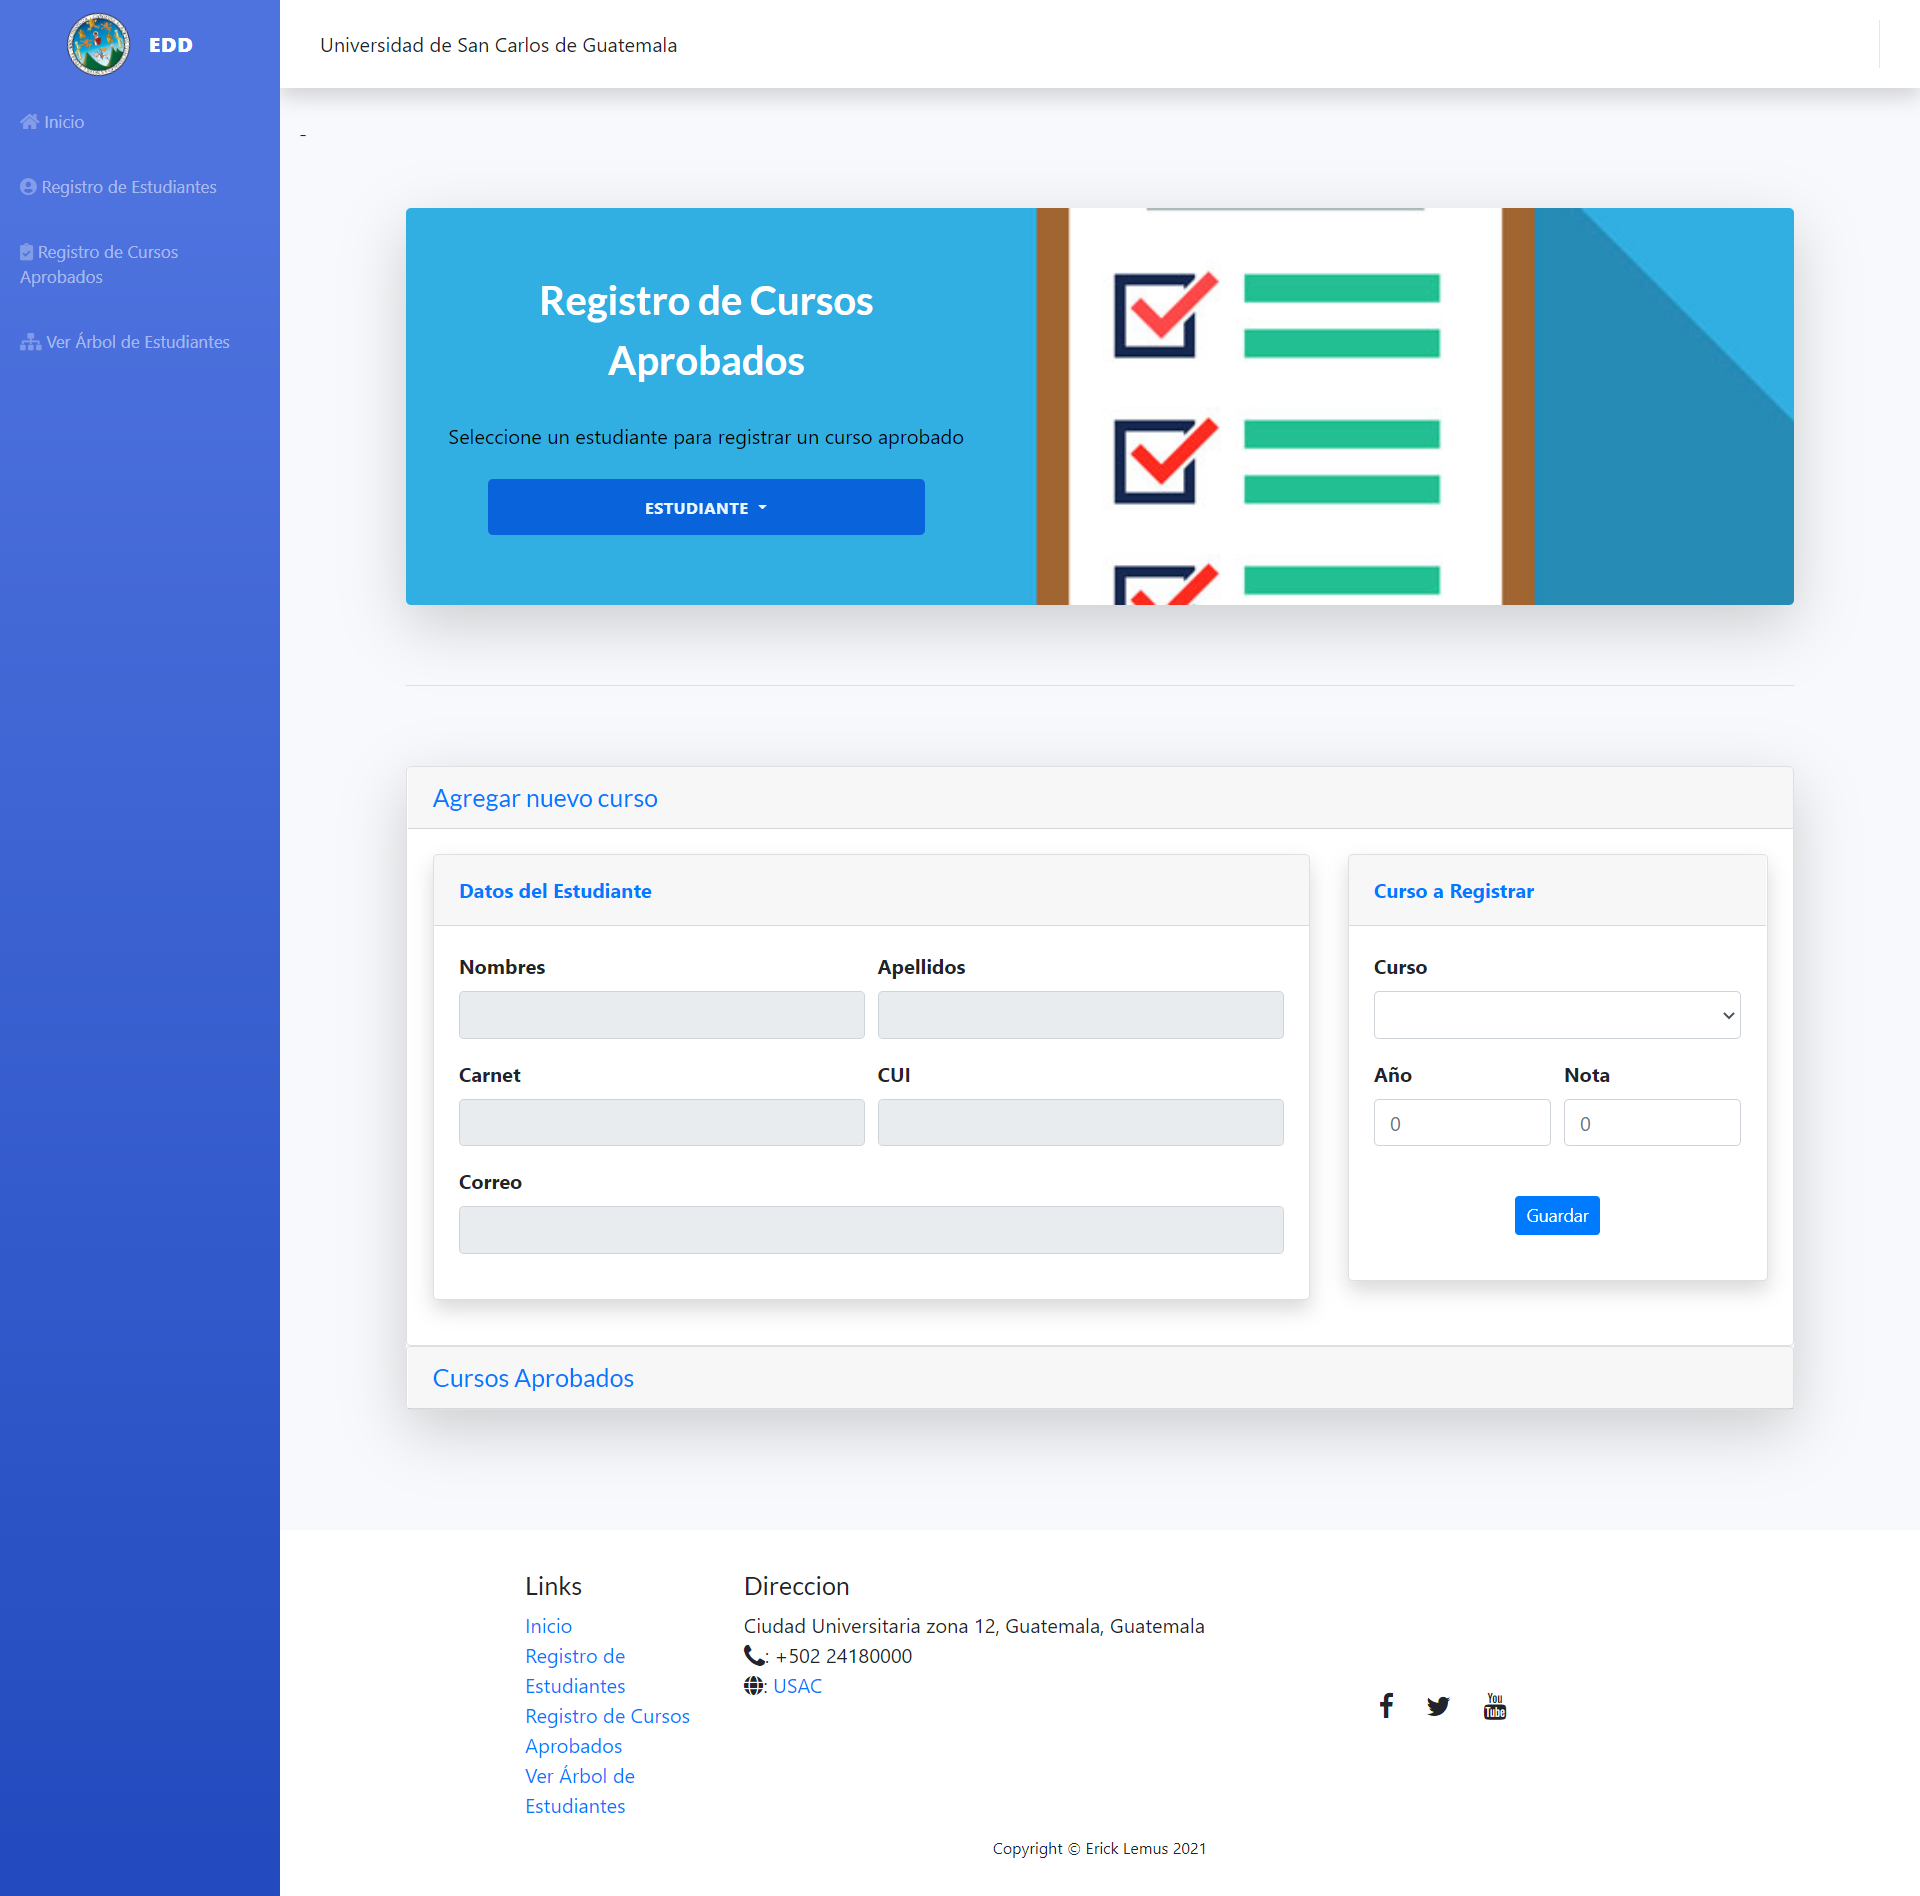 EDD
Inicio
Registro de Estudiantes
Registro de Cursos
Aprobados
Ver Árbol de Estudiantes
Universidad de San Carlos de Guatemala
-
Registro de Cursos
Aprobados
Seleccione un estudiante para registrar un curso aprobado
ESTUDIANTE
Agregar nuevo curso
Datos del Estudiante
Nombres
Apellidos
Carnet
CUI
Correo
Curso a Registrar
Curso
Año
Nota
0
0
Guardar
Cursos Aprobados
Links
Inicio
Registro de
Estudiantes
Registro de Cursos
Aprobados
Ver Árbol de
Estudiantes
Direccion
Ciudad Universitaria zona 12, Guatemala, Guatemala
: +502 24180000
: USAC
You
Tube
Copyright © Erick Lemus 2021